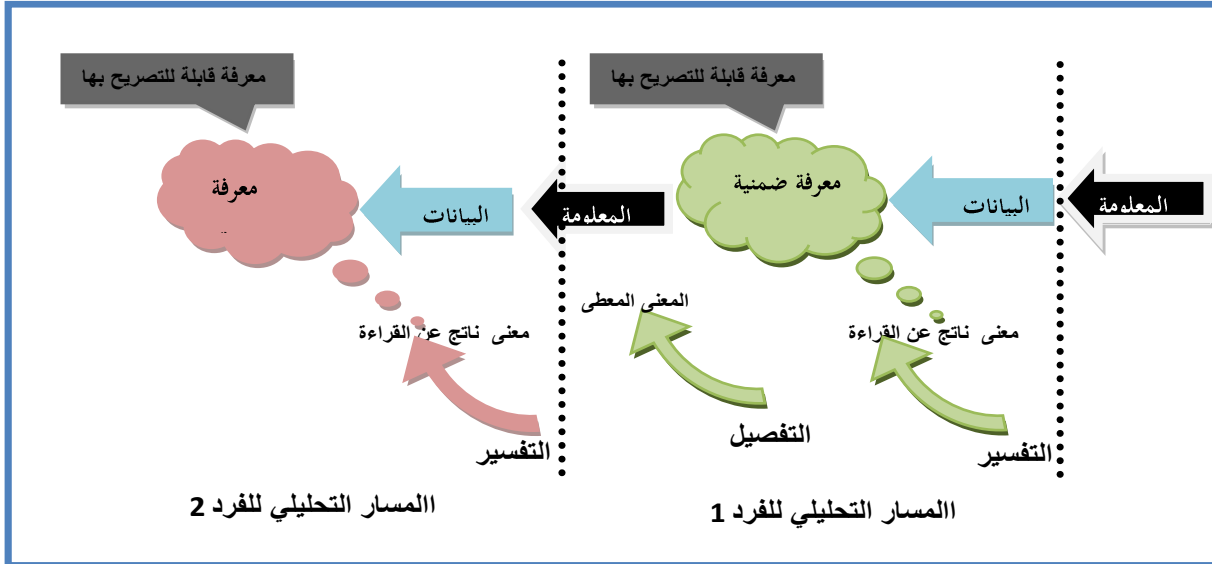 معرفة قابلة للتصريح بها
معرفة قابلة للتصريح بها
المعلومة
البيانات
معرفة ضمنية
المعلومة
البيانات
معرفة
المعنى المعطى
معنى ناتج عن القراءة
معنى ناتج عن القراءة
التفصيل
التفسير
التفسير
االمسار التحليلي للفرد 1
االمسار التحليلي للفرد 2